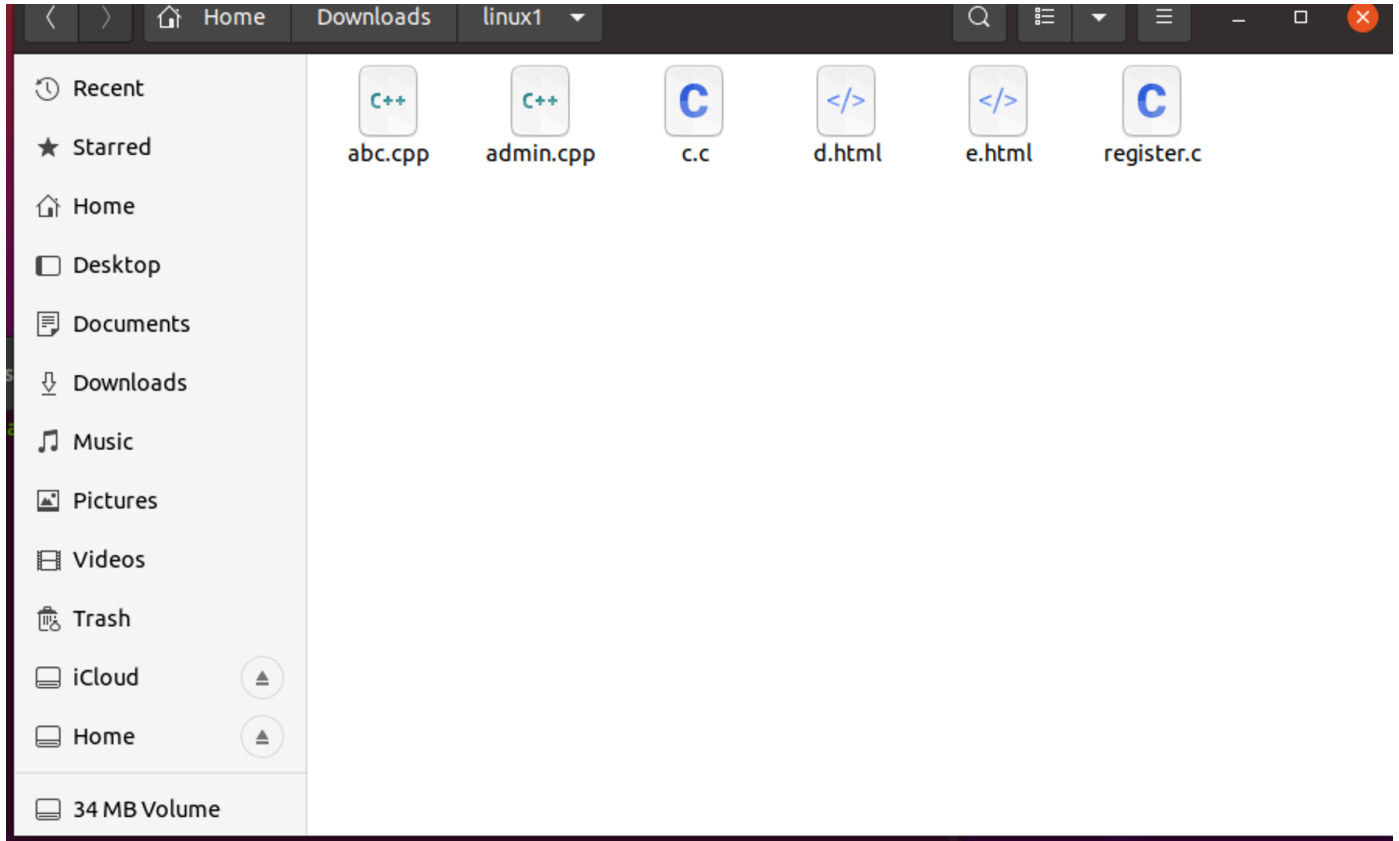 Home Downloads linux1
Recent
Starred
Home
Desktop
Documents
Downloads
Music
Pictures
Videos
Trash
iCloud
Home
34 MB Volume
C++ C++ C </> </> C
abc.cpp admin.cpp c.c d.html e.html register.c